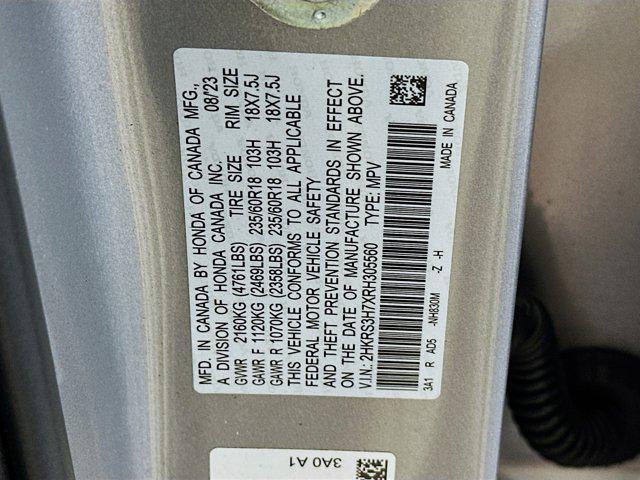 MFD. IN CANADA BY HONDA OF CANADA MFG.,
A DIVISION OF HONDA CANADA INC. 08/23
GVWR 2160KG (4761LBS) TIRE SIZE RIM SIZE
GAWR F 1120KG (2469LBS) 235/60R18 103H 18X7.5J
GAWR R 1070KG (2358LBS) 235/60R18 103H 18X7.5J
THIS VEHICLE CONFORMS TO ALL APPLICABLE
FEDERAL MOTOR VEHICLE SAFETY
AND THEFT PREVENTION STANDARDS IN EFFECT
ON THE DATE OF MANUFACTURE SHOWN ABOVE.
V.I.N.: 2HKRS3H7XRH305560 TYPE: MPV
3A1 R AD5 -NH830M -Z -H MADE IN CANADA
3A0 A1